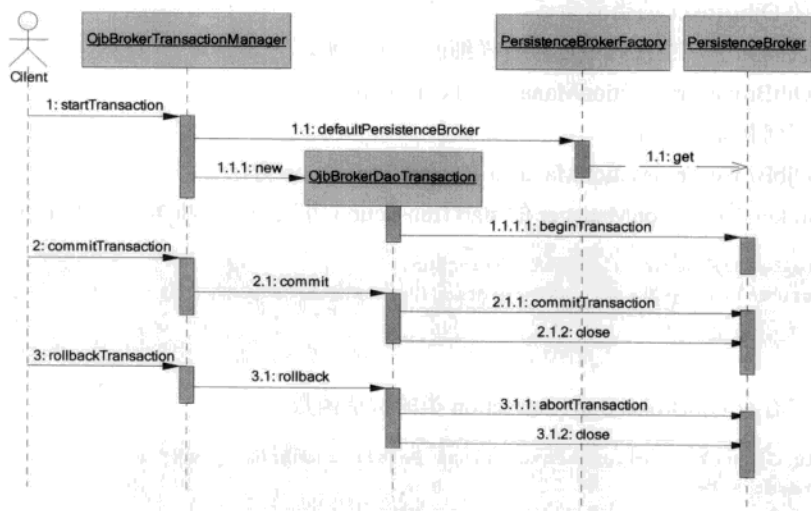 OjbBrokerTransactionManager
PersistenceBrokerFactory
PersistenceBroker
Client
1: startTransaction
1.1: defaultPersistenceBroker
1.1: get
1.1.1: new
OjbBrokerDaoTransaction
1.1.1.1: beginTransaction
2: commitTransaction
2.1: commit
2.1.1: commitTransaction
2.1.2: close
3: rollbackTransaction
3.1: rollback
3.1.1: abortTransaction
3.1.2: close